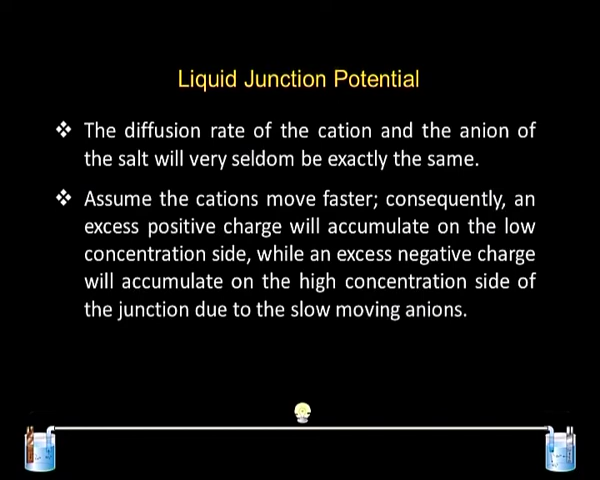 Liquid Junction Potential
❖ The diffusion rate of the cation and the anion of
the salt will very seldom be exactly the same.
❖ Assume the cations move faster; consequently, an
excess positive charge will accumulate on the low
concentration side, while an excess negative charge
will accumulate on the high concentration side of
the junction due to the slow moving anions.